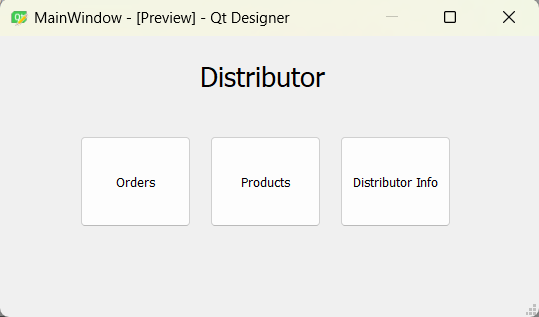 MainWindow - [Preview] - Qt Designer
Distributor
Orders
Products
Distributor Info